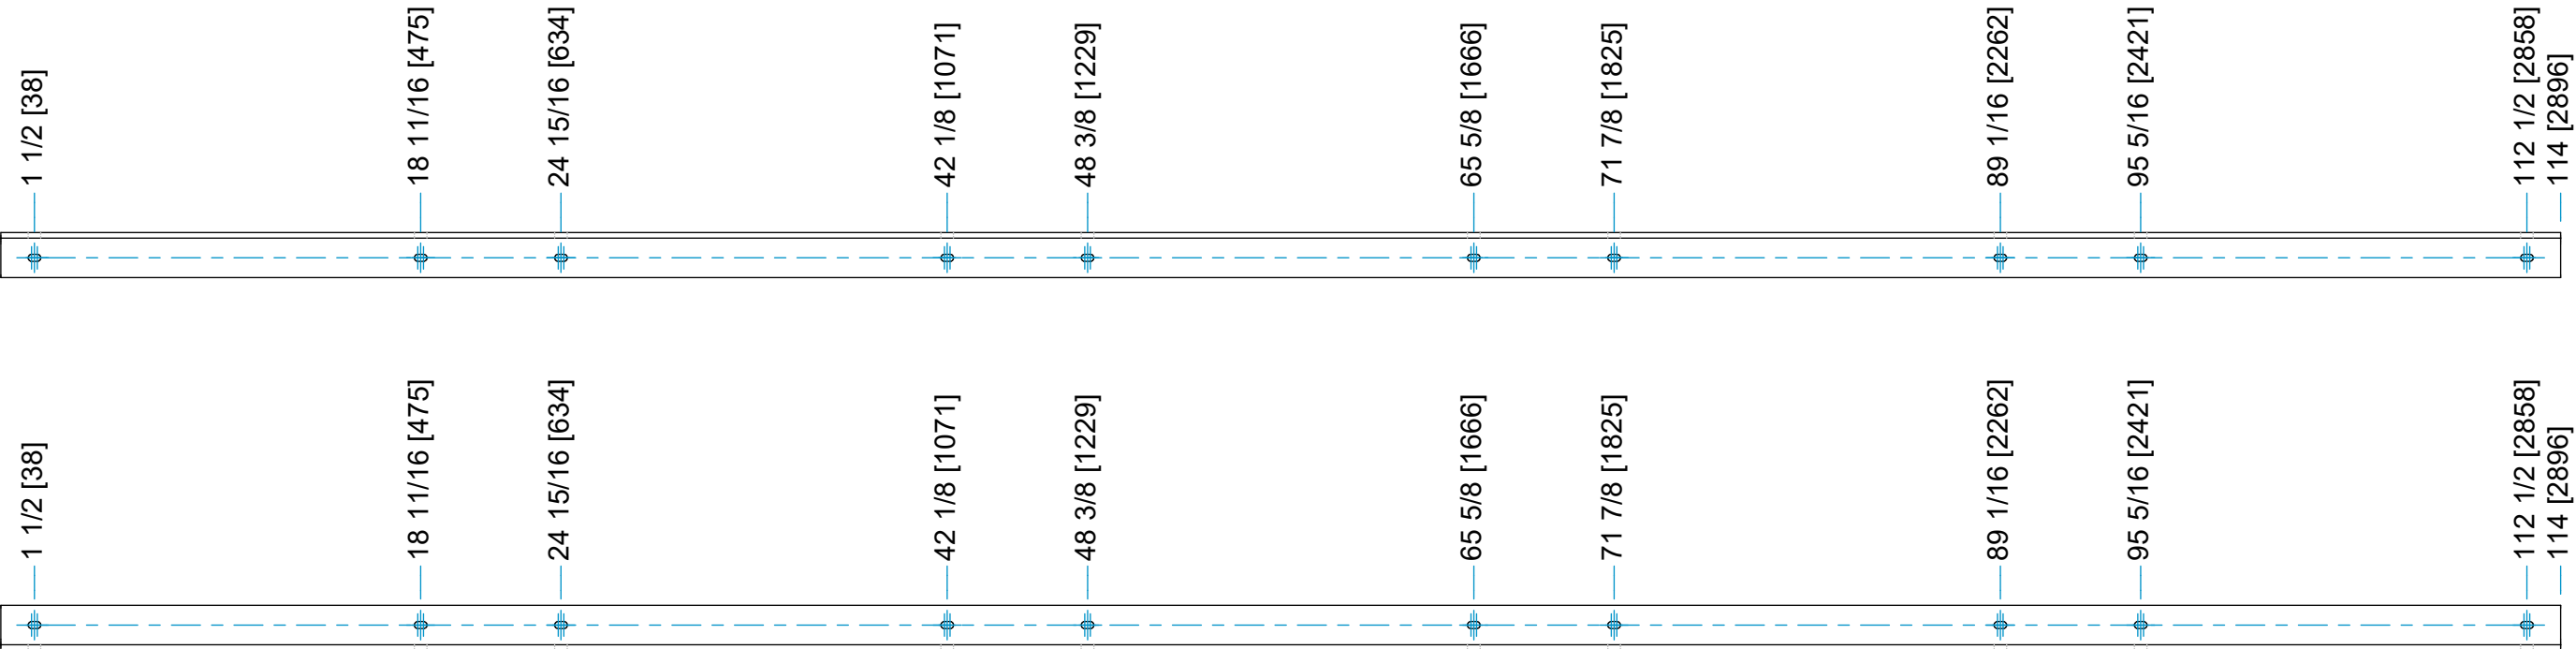 1 1/2 [38]
18 11/16 [475]
24 15/16 [634]
42 1/8 [1071]
48 3/8 [1229]
65 5/8 [1666]
71 7/8 [1825]
89 1/16 [2262]
95 5/16 [2421]
112 1/2 [2858]
114 [2896]
1 1/2 [38]
18 11/16 [475]
24 15/16 [634]
42 1/8 [1071]
48 3/8 [1229]
65 5/8 [1666]
71 7/8 [1825]
89 1/16 [2262]
95 5/16 [2421]
112 1/2 [2858]
114 [2896]